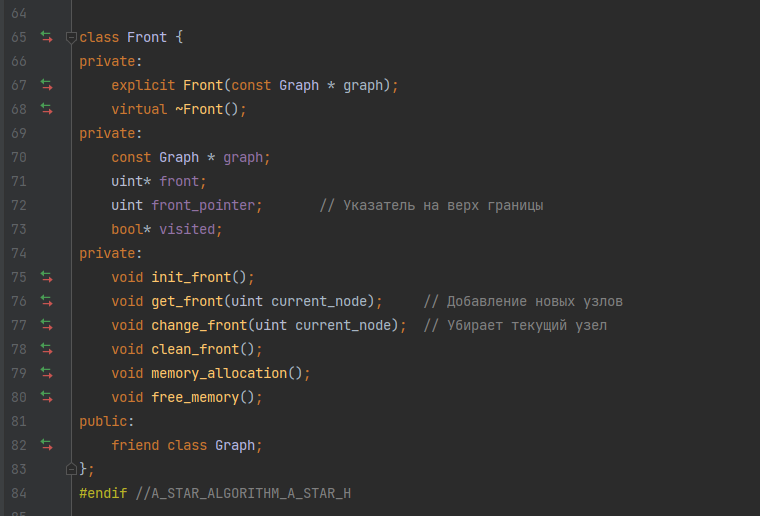 64
65 class Front {
66 private:
67 explicit Front(const Graph * graph);
68 virtual ~Front();
69 private:
70 const Graph * graph;
71 uint* front;
72 uint front_pointer; // Указатель на верх границы
73 bool* visited;
74 private:
75 void init_front();
76 void get_front(uint current_node); // Добавление новых узлов
77 void change_front(uint current_node); // Убирает текущий узел
78 void clean_front();
79 void memory_allocation();
80 void free_memory();
81 public:
82 friend class Graph;
83 };
84 #endif //A_STAR_ALGORITHM_A_STAR_H